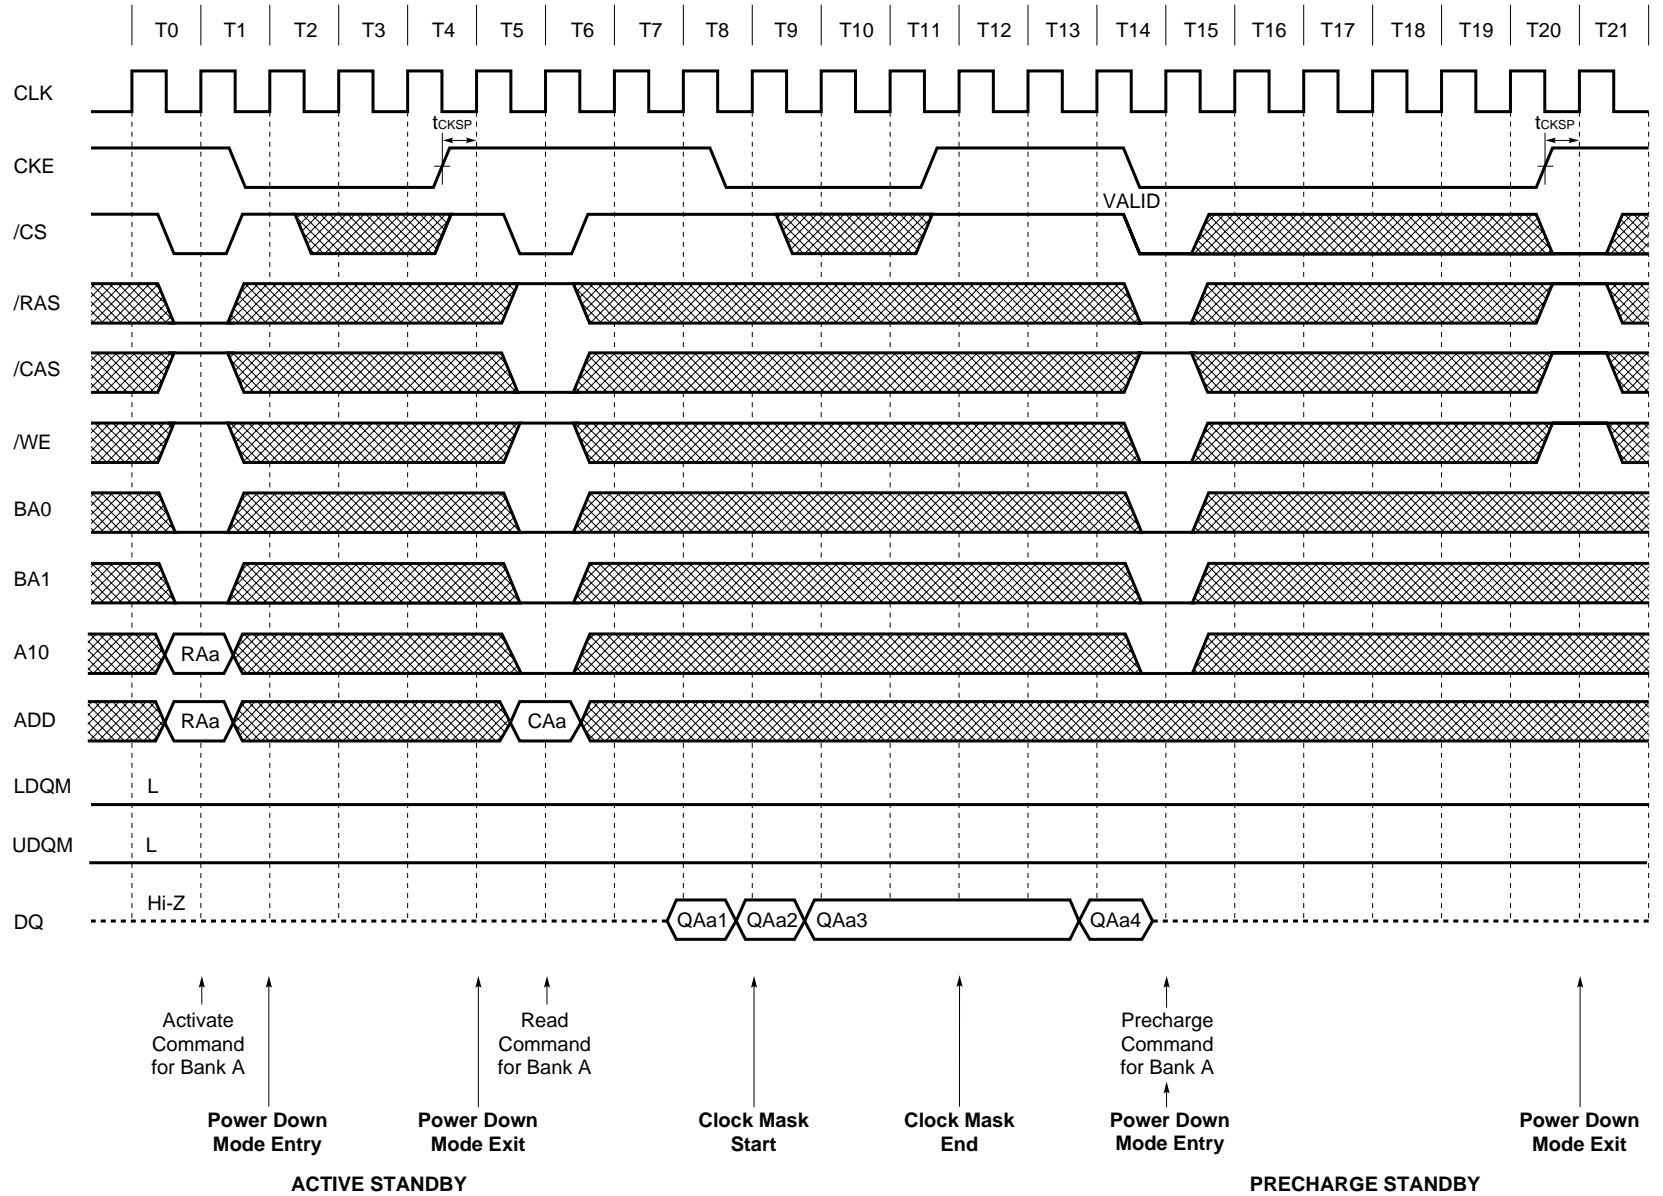 T0 T1 T2 T3 T4 T5 T6 T7 T8 T9 T10 T11 T12 T13 T14 T15 T16 T17 T18 T19 T20 T21
CLK
tCKSP tCKSP
CKE
VALID
/CS
/RAS
/CAS
/WE
BA0
BA1
A10 RAa
ADD RAa CAa
LDQM L
UDQM L
Hi-Z
DQ QAa1 QAa2 QAa3 QAa4
Activate
Command
for Bank A
Read
Command
for Bank A
Precharge
Command
for Bank A
Power Down
Mode Entry
Power Down
Mode Exit
Clock Mask
Start
Clock Mask
End
Power Down
Mode Entry
Power Down
Mode Exit
ACTIVE STANDBY
PRECHARGE STANDBY